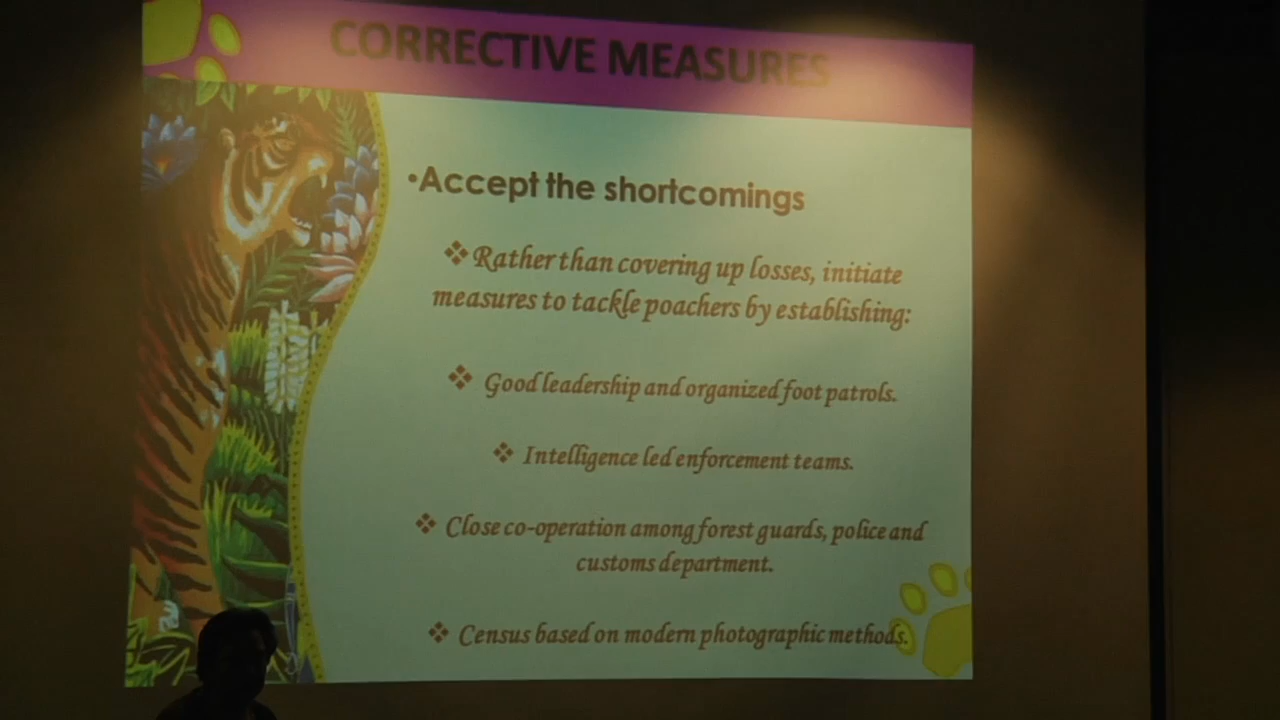 CORRECTIVE MEASURES
•Accept the shortcomings
❖Rather than covering up losses, initiate
measures to tackle poachers by establishing:
❖ Good leadership and organized foot patrols.
❖ Intelligence led enforcement teams.
❖ Close co-operation among forest guards, police and
customs department.
❖ Census based on modern photographic methods.